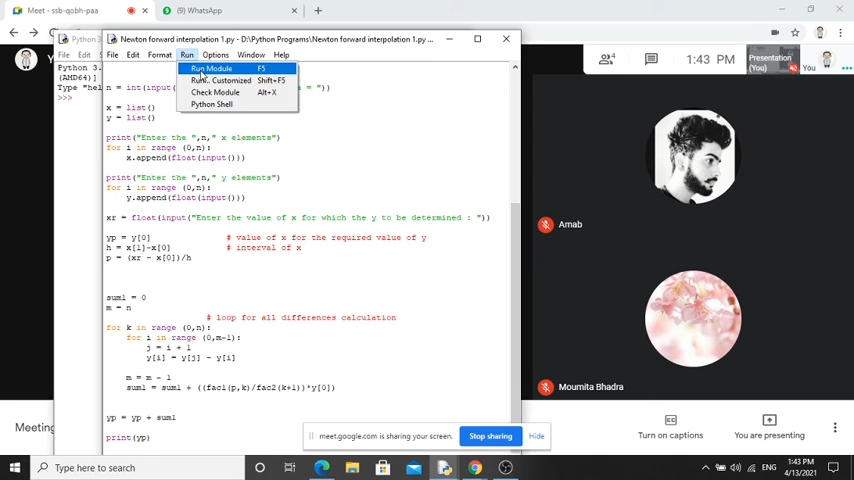 Meet - ssb-qobh-paa
(9) WhatsApp
Python 3.
Newton forward interpolation 1.py - D:\Python Programs\Newton forward interpolation 1.py ...
File Edit
File Edit Format Run Options Window Help
Python 3.
(AMD64)]
Type "hel
>>>
Run Module F5
Run... Customized Shift+F5
Check Module Alt+X
Python Shell
n = int(input(
= "))
x = list()
y = list()
print("Enter the ",n," x elements")
for i in range (0,n):
x.append(float(input()))
print("Enter the ",n," y elements")
for i in range (0,n):
y.append(float(input()))
xr = float(input("Enter the value of x for which the y to be determined : "))
yp = y[0] # value of x for the required value of y
h = x[1]-x[0] # interval of x
p = (xr - x[0])/h
sum1 = 0
m = n
# loop for all differences calculation
for k in range (0,n):
for i in range (0,m-1):
j = i + 1
y[i] = y[j] - y[i]
m = m - 1
sum1 = sum1 + ((fac1(p,k)/fac2(k+1))*y[0])
yp = yp + sum1
print(yp)
4
1:43 PM
Presentation
(You)
You
Arnab
Moumita Bhadra
Meeting
meet.google.com is sharing your screen.
Stop sharing
Hide
Turn on captions
You are presenting
Type here to search
ENG
1:43 PM
4/13/2021